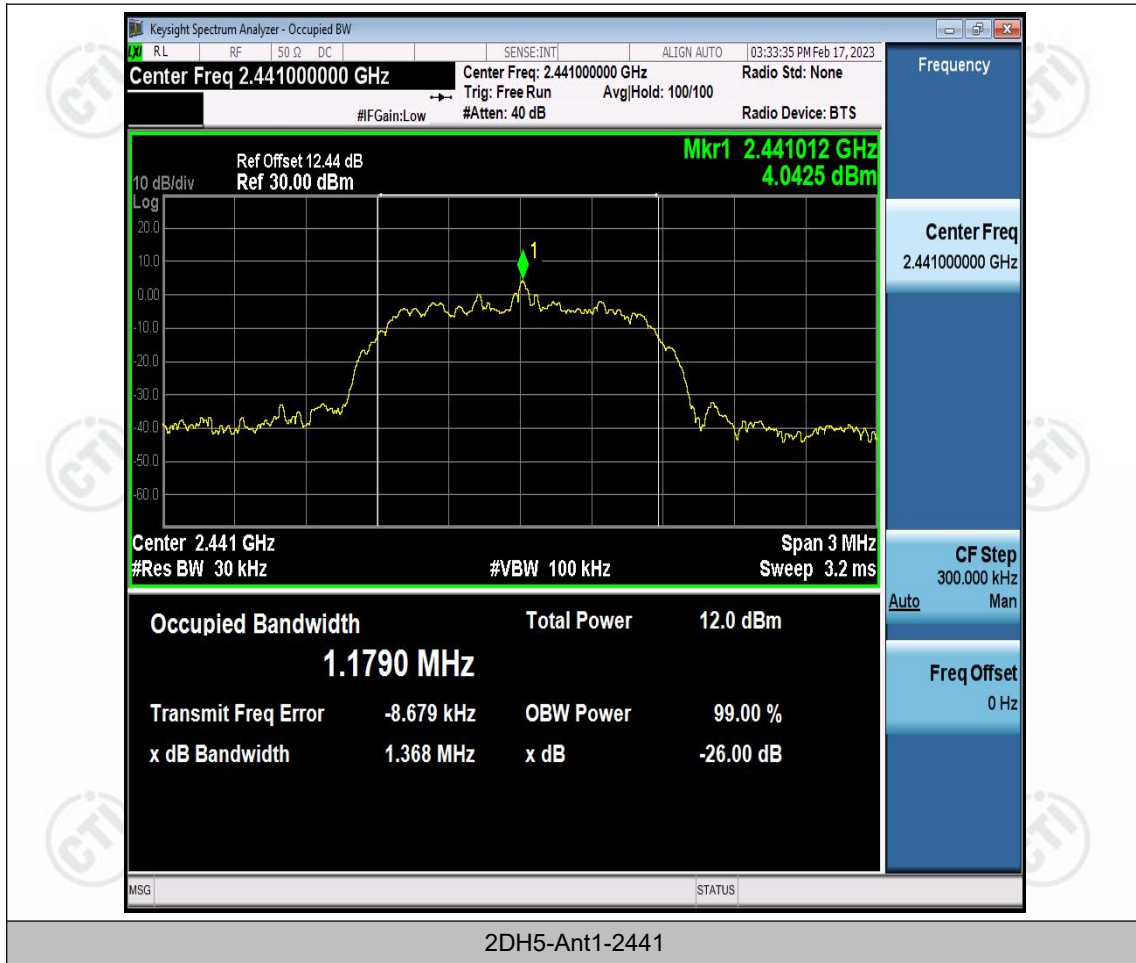 Keysight Spectrum Analyzer - Occupied BW
LXI RL RF 50 Ω DC SENSE:INT ALIGN AUTO 03:33:35 PM Feb 17, 2023
Center Freq 2.441000000 GHz Center Freq: 2.441000000 GHz Radio Std: None
Trig: Free Run Avg|Hold: 100/100
#IFGain:Low #Atten: 40 dB Radio Device: BTS
Frequency
Mkr1 2.441012 GHz
Ref Offset 12.44 dB
10 dB/div Ref 30.00 dBm 4.0425 dBm
Log
20.0
10.0
0.00
-10.0
-20.0
-30.0
-40.0
-50.0
-60.0
1
Center 2.441 GHz Span 3 MHz
#Res BW 30 kHz #VBW 100 kHz Sweep 3.2 ms
Center Freq
2.441000000 GHz
CF Step
300.000 kHz
Auto Man
Freq Offset
0 Hz
Occupied Bandwidth Total Power 12.0 dBm
1.1790 MHz
Transmit Freq Error -8.679 kHz OBW Power 99.00 %
x dB Bandwidth 1.368 MHz x dB -26.00 dB
MSG STATUS
2DH5-Ant1-2441
CTI
CTI
CTI
CTI
CTI
CTI